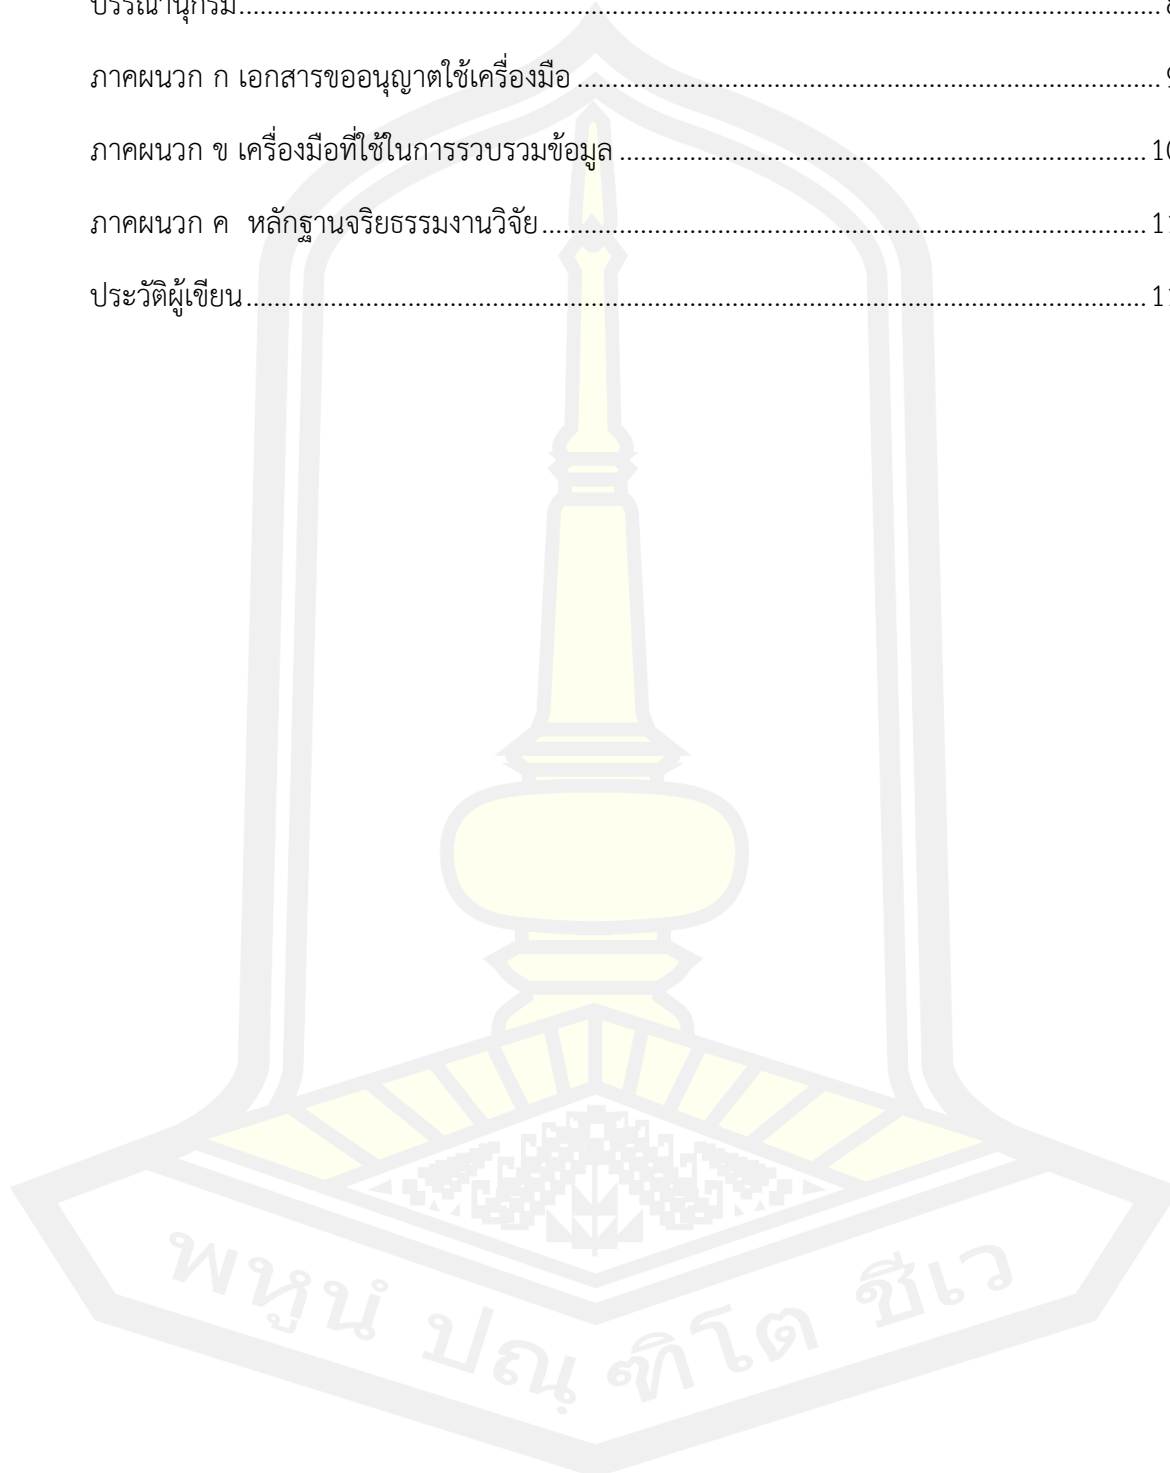 บรรณานุกรม........................................................................................................................................
ภาคผนวก ก เอกสารขออนุญาตใช้เครื่องมือ ....................................................................................
ภาคผนวก ข เครื่องมือที่ใช้ในการรวบรวมข้อมูล ........................................................................ 10
ภาคผนวก ค หลักฐานจริยธรรมงานวิจัย....................................................................................... 11
ประวัติผู้เขียน................................................................................................................................. 11
พหูนํ ปณฺฑิโต ชีเว